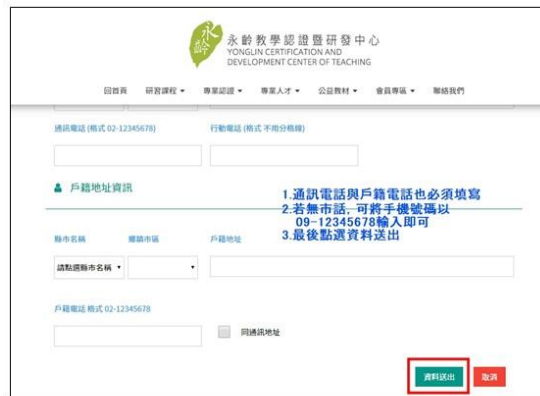 永齡
永齡教學認證暨研發中心
YONGLIN CERTIFICATION AND
DEVELOPMENT CENTER OF TEACHING
回首頁 研習課程 專業認證 專業人才 公益教材 會員專區 聯絡我們
通訊電話 (格式 02-12345678) 行動電話 (格式 不用分格線)
戶籍地址資訊
1.通訊電話與戶籍電話也必須填寫
2.若無市話, 可將手機號碼以
09-12345678輸入即可
3.最後點選資料送出
縣市名稱 鄉鎮市區 戶籍地址
請點選縣市名稱
戶籍電話 格式 02-12345678
同通訊地址
資料送出 取消